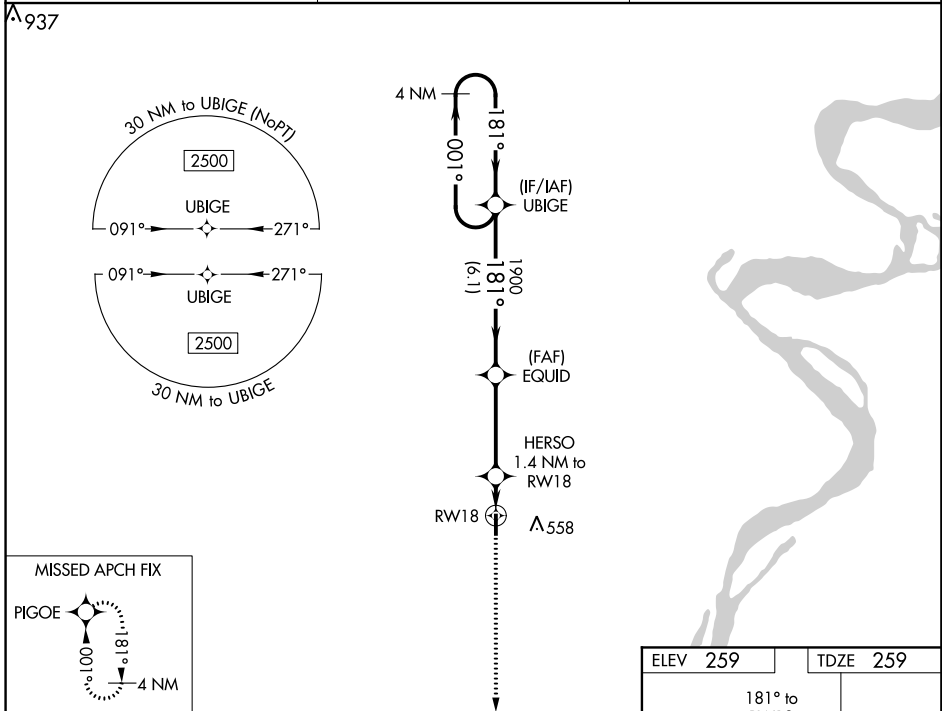 937
30 NM to UBIGE (NoPT)
2500
UBIGE
091°
271°
091°
271°
UBIGE
2500
30 NM to UBIGE
4 NM
181°
001°
(IF/IAF)
UBIGE
1900
181°
(6.1)
(FAF)
EQUID
HERSO
1.4 NM to
RW18
RW18
558
MISSED APCH FIX
PIGOE
181°
001°
4 NM
ELEV 259
TDZE 259
181° to